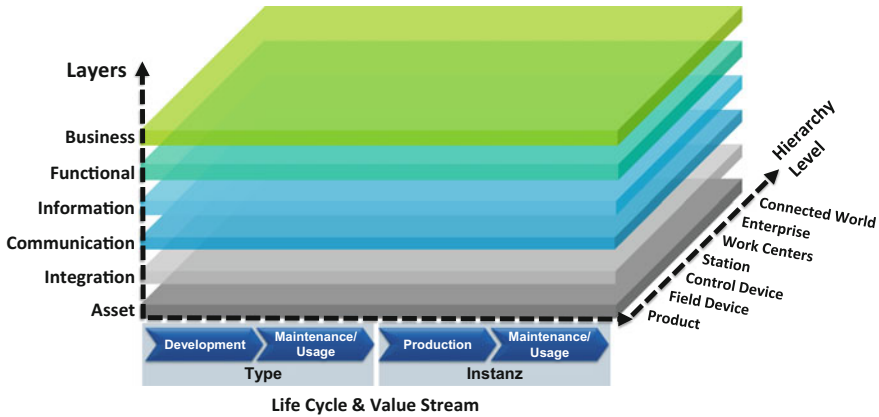 Layers
Business
Functional
Information
Communication
Integration
Asset
Hierarchy
Level
Connected World
Enterprise
Work Centers
Station
Control Device
Field Device
Product
Development
Maintenance/
Usage
Production
Maintenance/
Usage
Type
Instanz
Life Cycle & Value Stream